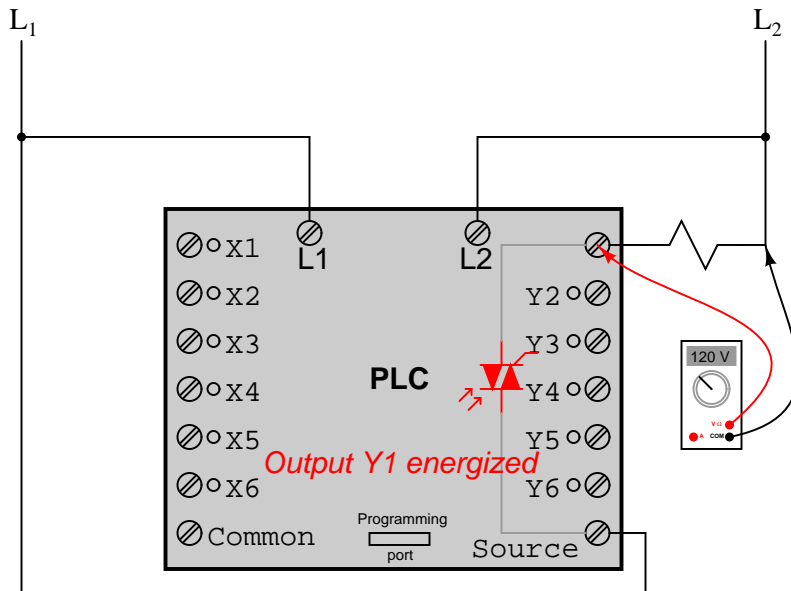 L1
L2
X1
L1
L2
X2
Y2
X3
Y3
120 V
X4
PLC
Y4
V Ω
A COM
X5
Y5
Output Y1 energized
X6
Y6
Programming
port
Common
Source